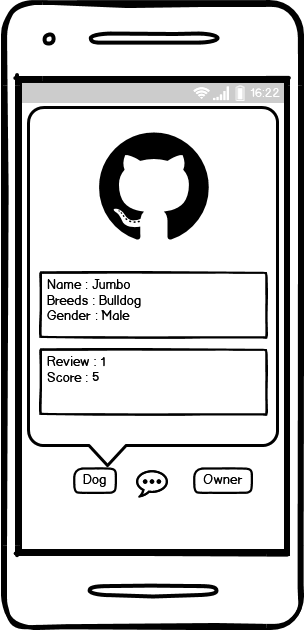 16:22
Name : Jumbo
Breeds : Bulldog
Gender : Male
Review : 1
Score : 5
Dog
Owner